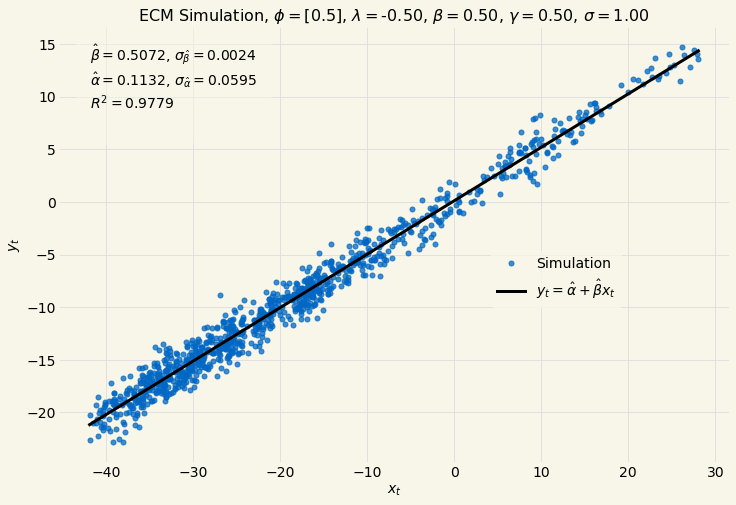 ECM Simulation, ϕ = [0.5], λ = -0.50, β = 0.50, γ = 0.50, σ = 1.00
β̂ = 0.5072, σ_β̂ = 0.0024
α̂ = 0.1132, σ_α̂ = 0.0595
R² = 0.9779
15
10
5
0
−5
−10
−15
−20
y_t
Simulation
y_t = α̂ + β̂x_t
−40 −30 −20 −10 0 10 20 30
x_t